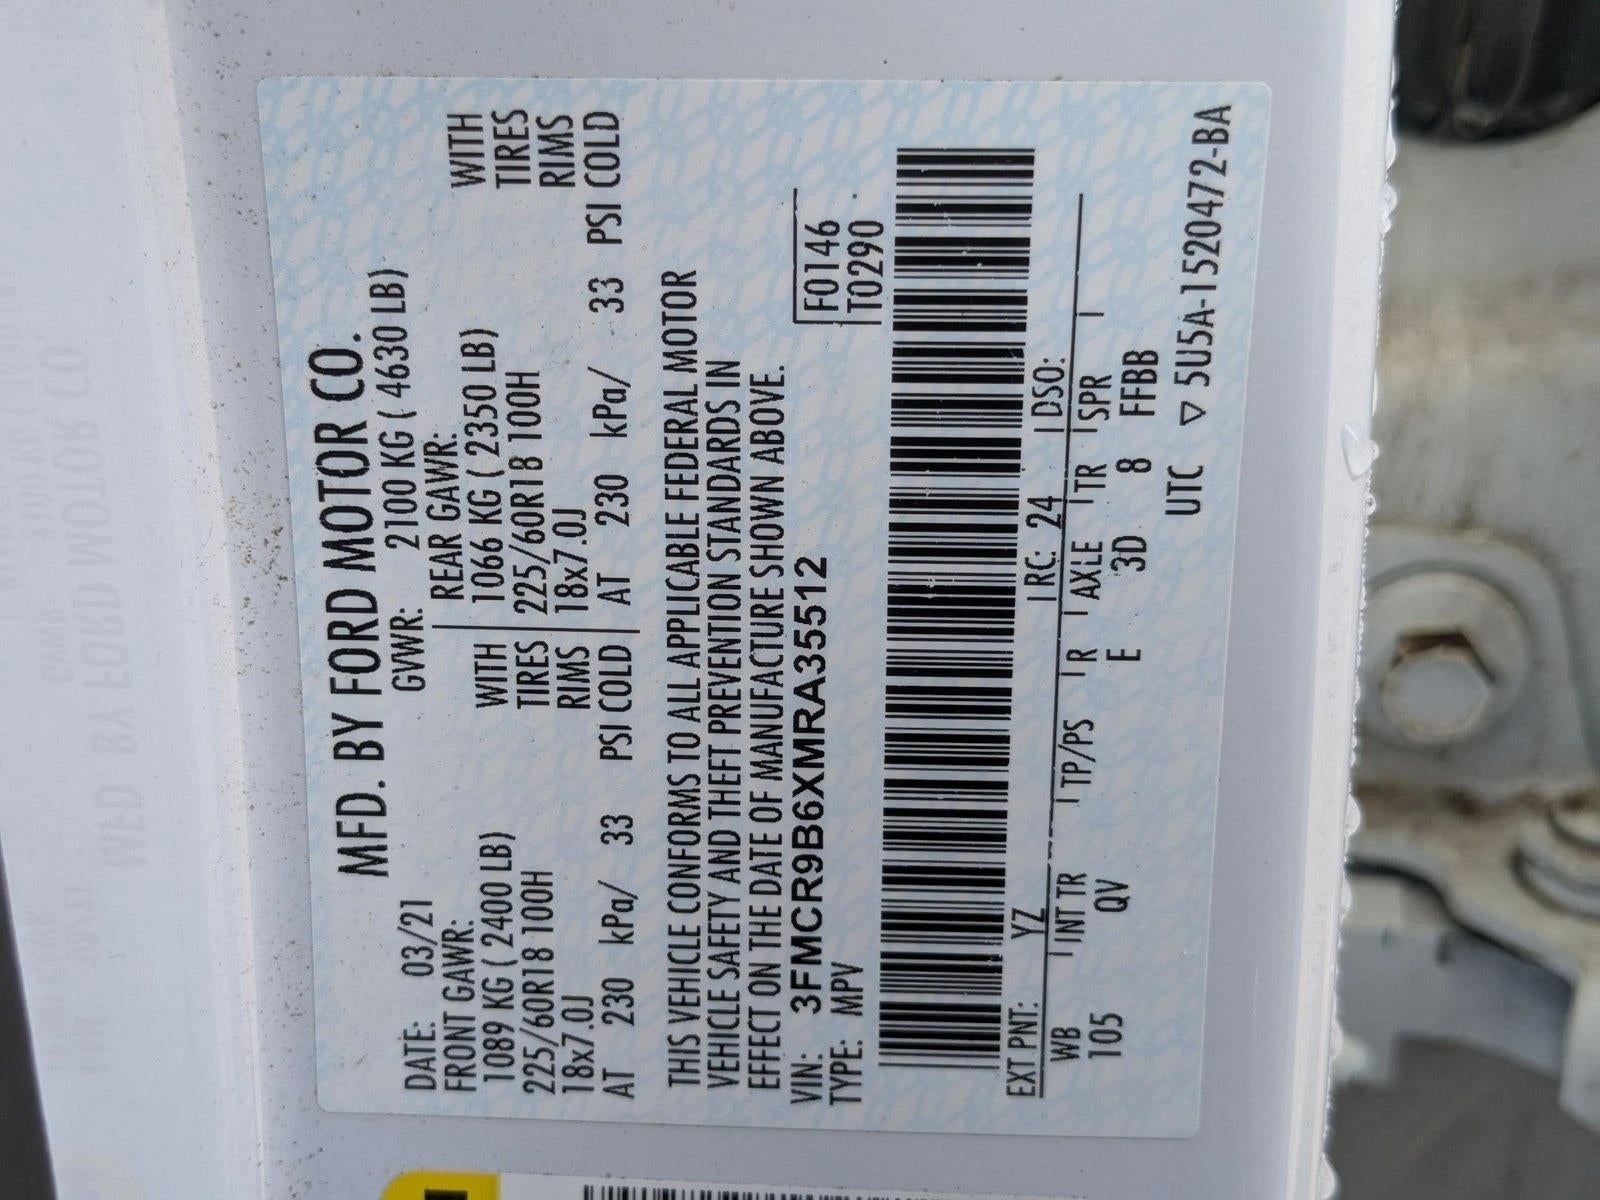 MFD. BY FORD MOTOR CO.
DATE: 03/21 GVWR: 2100 KG ( 4630 LB)
FRONT GAWR: REAR GAWR:
1089 KG ( 2400 LB) WITH 1066 KG ( 2350 LB) WITH
225/60R18 100H TIRES 225/60R18 100H TIRES
18x7.0J RIMS 18x7.0J RIMS
AT 230 kPa/ 33 PSI COLD AT 230 kPa/ 33 PSI COLD
THIS VEHICLE CONFORMS TO ALL APPLICABLE FEDERAL MOTOR
VEHICLE SAFETY AND THEFT PREVENTION STANDARDS IN
EFFECT ON THE DATE OF MANUFACTURE SHOWN ABOVE.
VIN: 3FMCR9B6XMRA35512 F0146
TYPE: MPV T0290
EXT PNT: YZ RC: 24 DSO:
WB INT TR TP/PS R AXLE TR SPR
105 QV E 3D 8 FFBB
UTC ▽ 5U5A-1520472-BA